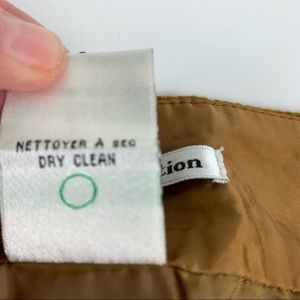 NETTOYER À SEC
DRY CLEAN
tion